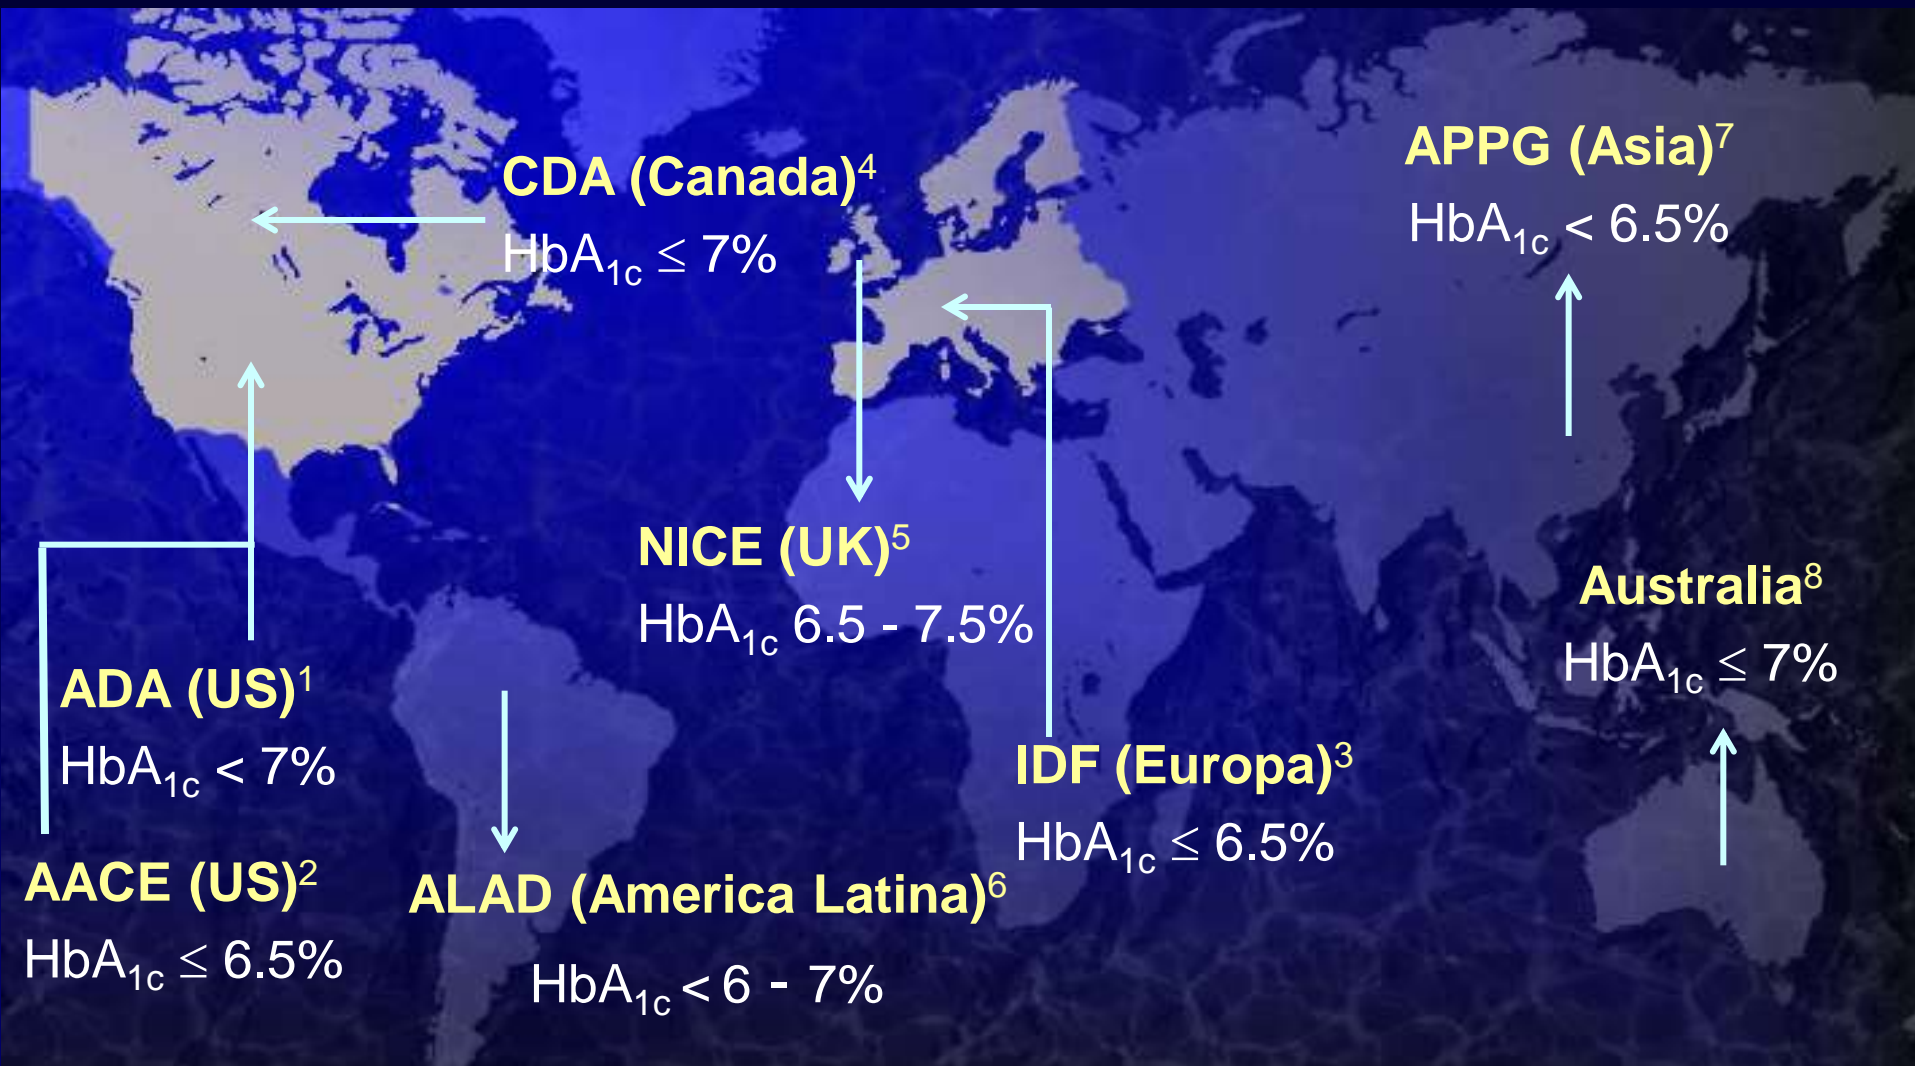 CDA (Canada)⁴
HbA₁c ≤ 7%
APPG (Asia)⁷
HbA₁c < 6.5%
NICE (UK)⁵
HbA₁c 6.5 - 7.5%
Australia⁸
HbA₁c ≤ 7%
ADA (US)¹
HbA₁c < 7%
IDF (Europa)³
HbA₁c ≤ 6.5%
AACE (US)²
HbA₁c ≤ 6.5%
ALAD (America Latina)⁶
HbA₁c < 6 - 7%